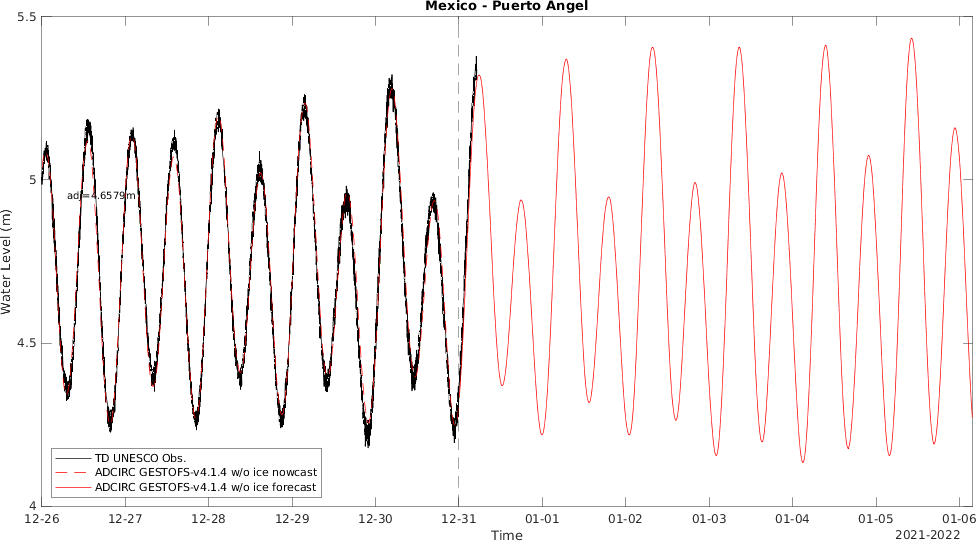 Mexico - Puerto Angel
5.5
5
4.5
4
Water Level (m)
adj=4.6579m
TD UNESCO Obs.
ADCIRC GESTOFS-v4.1.4 w/o ice nowcast
ADCIRC GESTOFS-v4.1.4 w/o ice forecast
12-26 12-27 12-28 12-29 12-30 12-31 01-01 01-02 01-03 01-04 01-05 01-06
Time
2021-2022